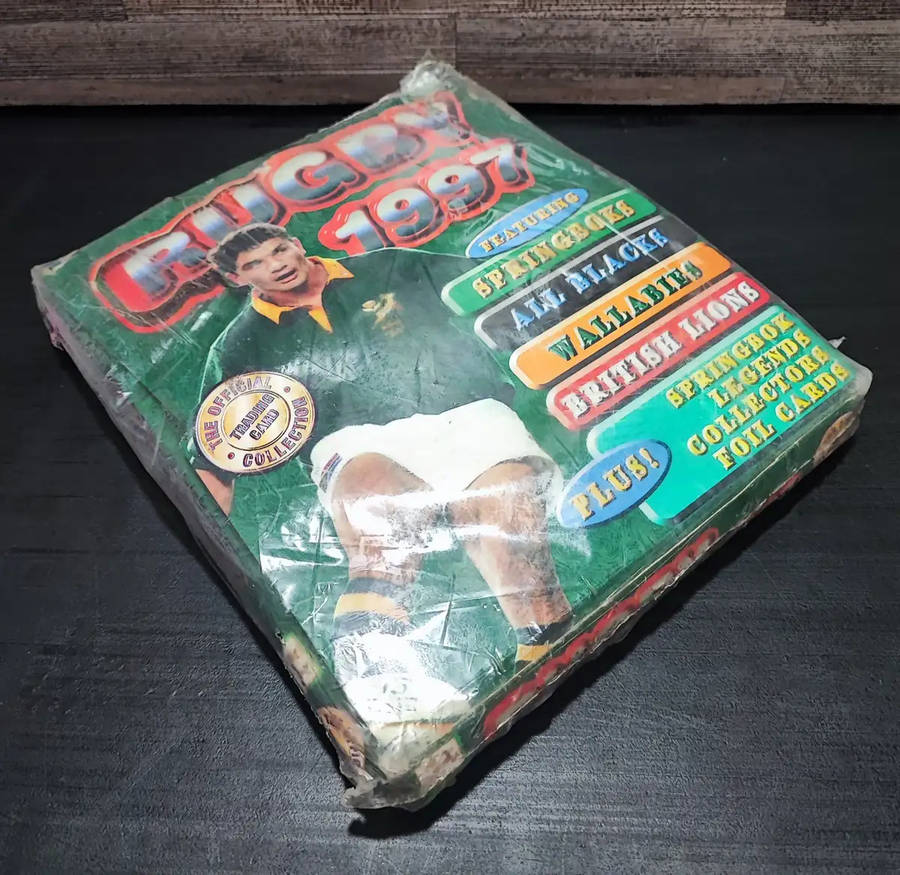 RUGBY
1997
FEATURING
SPRINGBOKS
ALL BLACKS
WALLABIES
BRITISH LIONS
SPRINGBOK
LEGENDS
COLLECTORS
FOIL CARDS
PLUS!
THE OFFICIAL
TRADING
CARD
COLLECTION